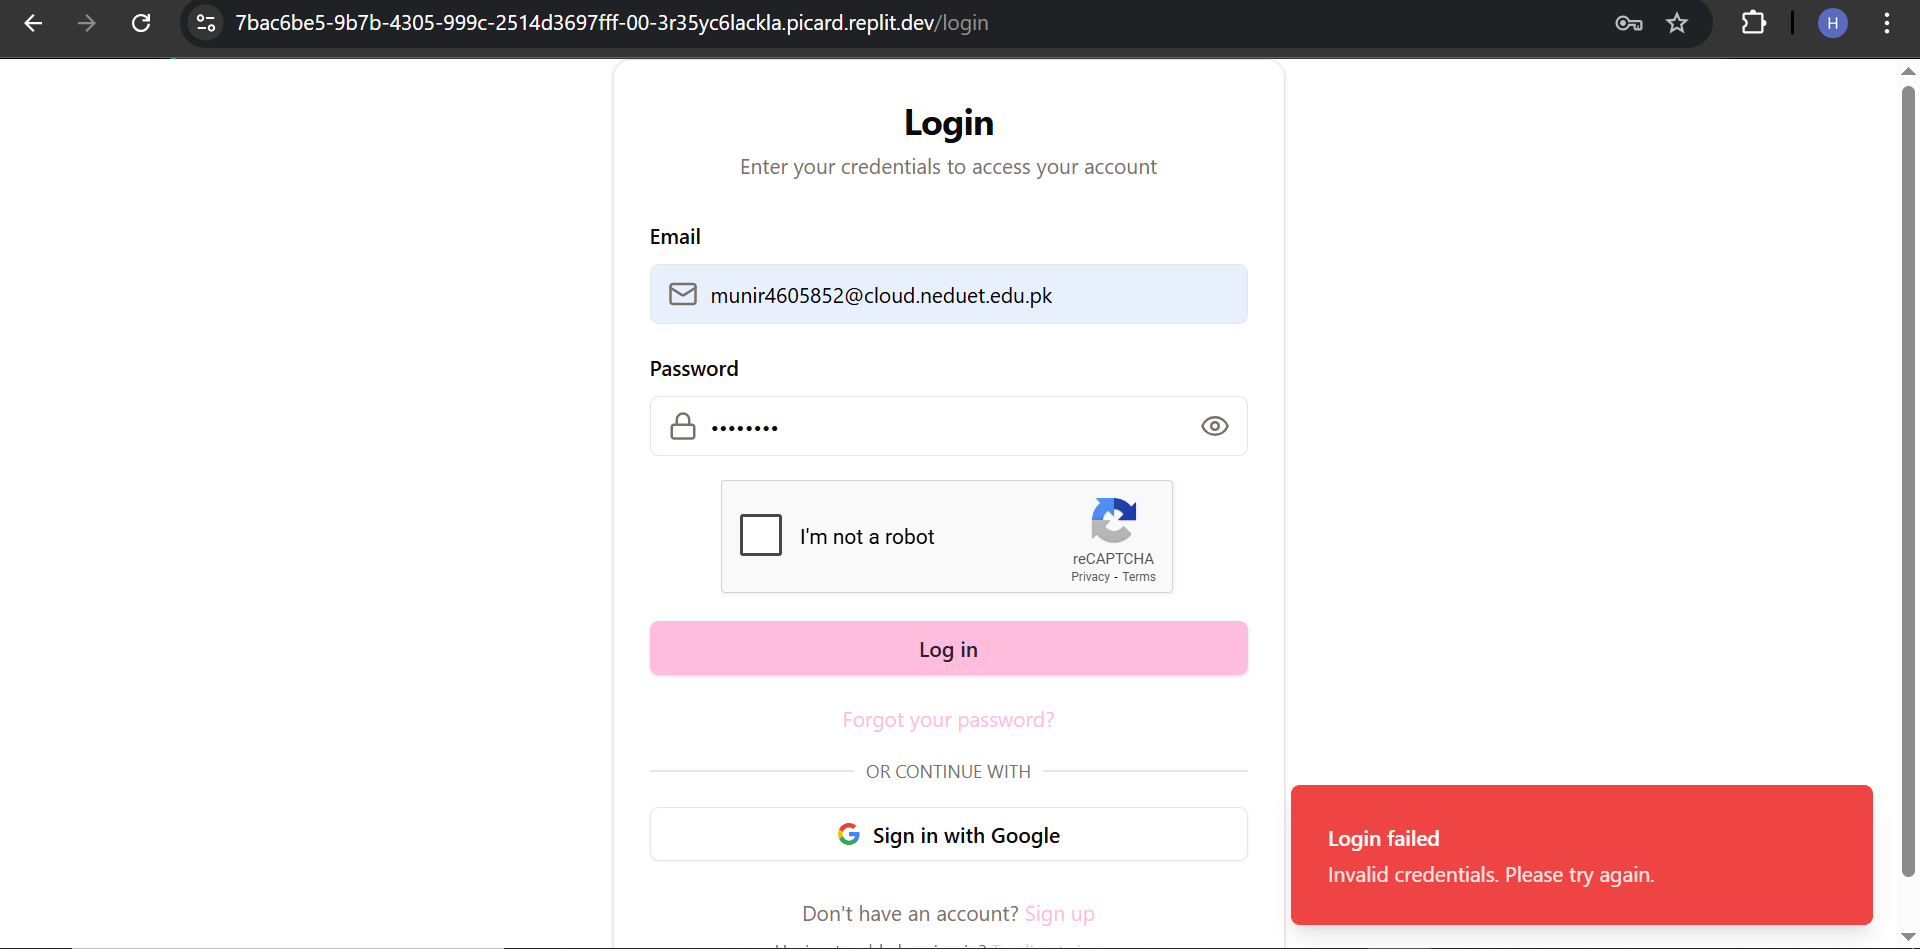 7bac6be5-9b7b-4305-999c-2514d3697fff-00-3r35yc6lackla.picard.replit.dev/login
H
Login
Enter your credentials to access your account
Email
munir4605852@cloud.neduet.edu.pk
Password
••••••••
I'm not a robot
reCAPTCHA
Privacy - Terms
Log in
Forgot your password?
OR CONTINUE WITH
Sign in with Google
Login failed
Invalid credentials. Please try again.
Don't have an account? Sign up